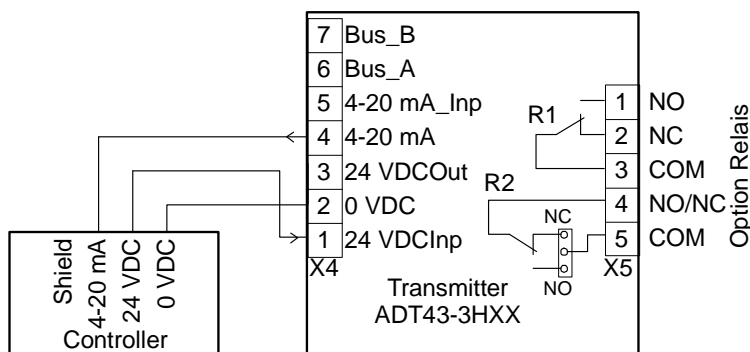 7 Bus_B
6 Bus_A
5 4-20 mA_Inp
4 4-20 mA
3 24 VDCOut
2 0 VDC
1 24 VDCInp
X4
R1
R2
1 NO
2 NC
3 COM
4 NO/NC
5 COM
X5
Option Relais
NC
NO
Transmitter
ADT43-3HXX
Shield
4-20 mA
24 VDC
0 VDC
Controller